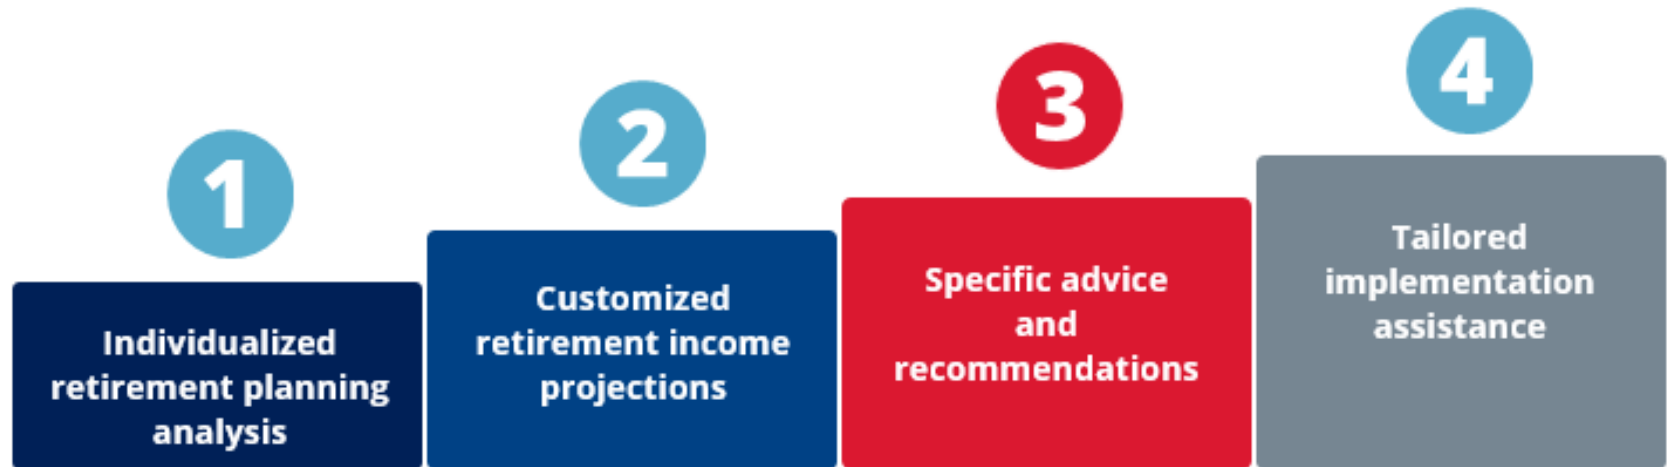 1
Individualized
retirement planning
analysis
2
Customized
retirement income
projections
3
Specific advice
and
recommendations
4
Tailored
implementation
assistance